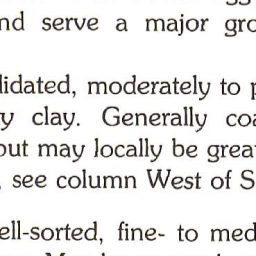 nd serve a major gro
lidated, moderately to p
y clay. Generally coa
out may locally be grea
, see column West of S
ell-sorted, fine- to med